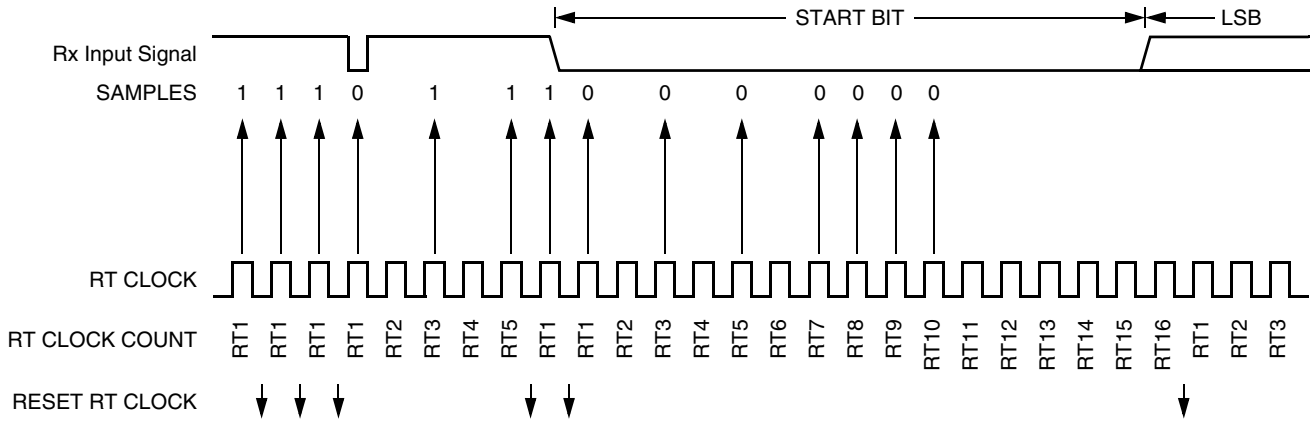 START BIT LSB
Rx Input Signal
SAMPLES 1 1 1 0 1 1 1 0 0 0 0 0 0 0
RT CLOCK
RT CLOCK COUNT RT1 RT1 RT1 RT1 RT2 RT3 RT4 RT5 RT1 RT1 RT2 RT3 RT4 RT5 RT6 RT7 RT8 RT9 RT10 RT11 RT12 RT13 RT14 RT15 RT16 RT1 RT2 RT3
RESET RT CLOCK